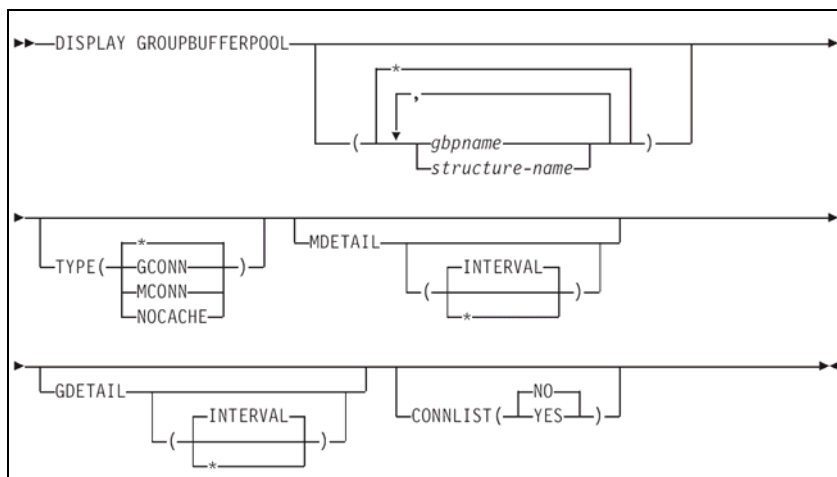 DISPLAY GROUPBUFFERPOOL
*
,
( gbpname )
structure-name
*
TYPE( GCONN )
MCONN
NOCACHE
MDETAIL
INTERVAL
( )
*
GDETAIL
INTERVAL
( )
*
NO
CONNLIST( YES )